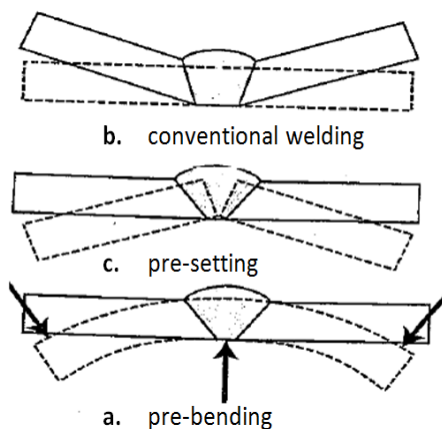 b. conventional welding
c. pre-setting
a. pre-bending